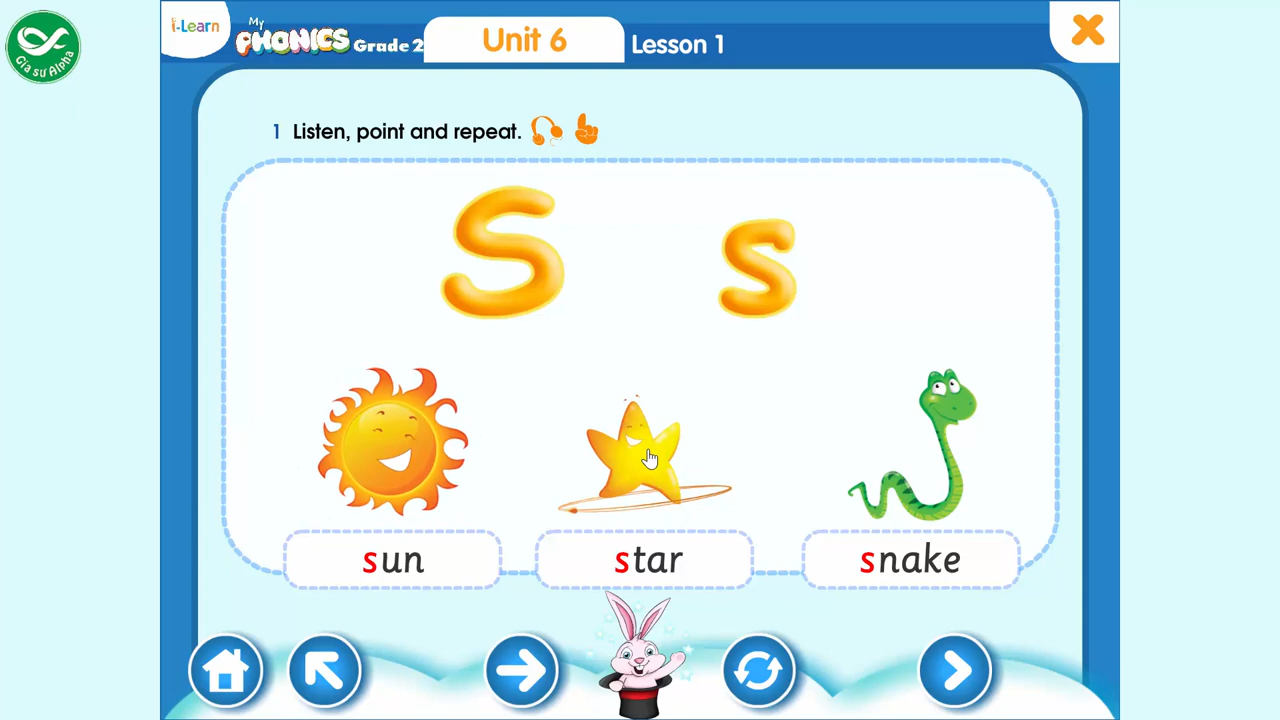 Gia sư Alpha
i-Learn
My
PHONICS Grade 2
Unit 6
Lesson 1
1 Listen, point and repeat.
S s
sun
star
snake